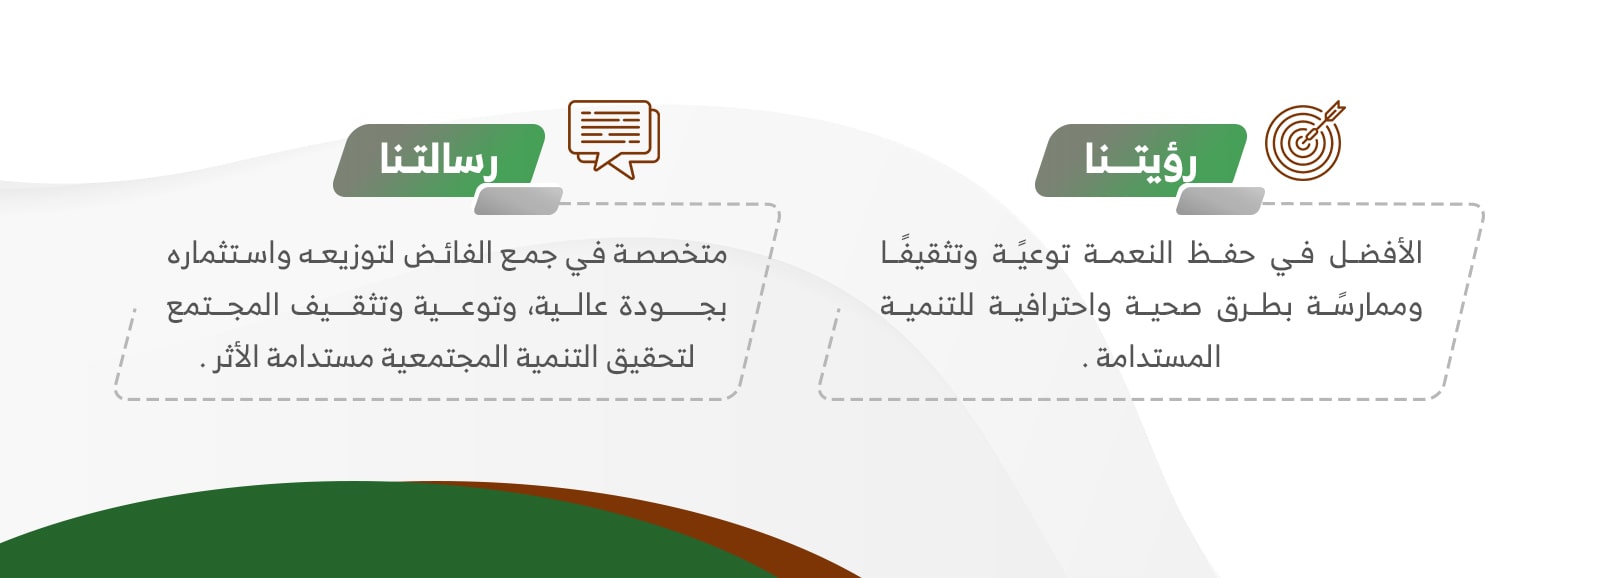 رؤيتنا
الأفضل في حفظ النعمة توعيًة وتثقيفًا
وممارسًة بطرق صحية واحترافية للتنمية
المستدامة .
رسالتنا
متخصصة في جمع الفائض لتوزيعه واستثماره
بجودة عالية، وتوعية وتثقيف المجتمع
لتحقيق التنمية المجتمعية مستدامة الأثر .